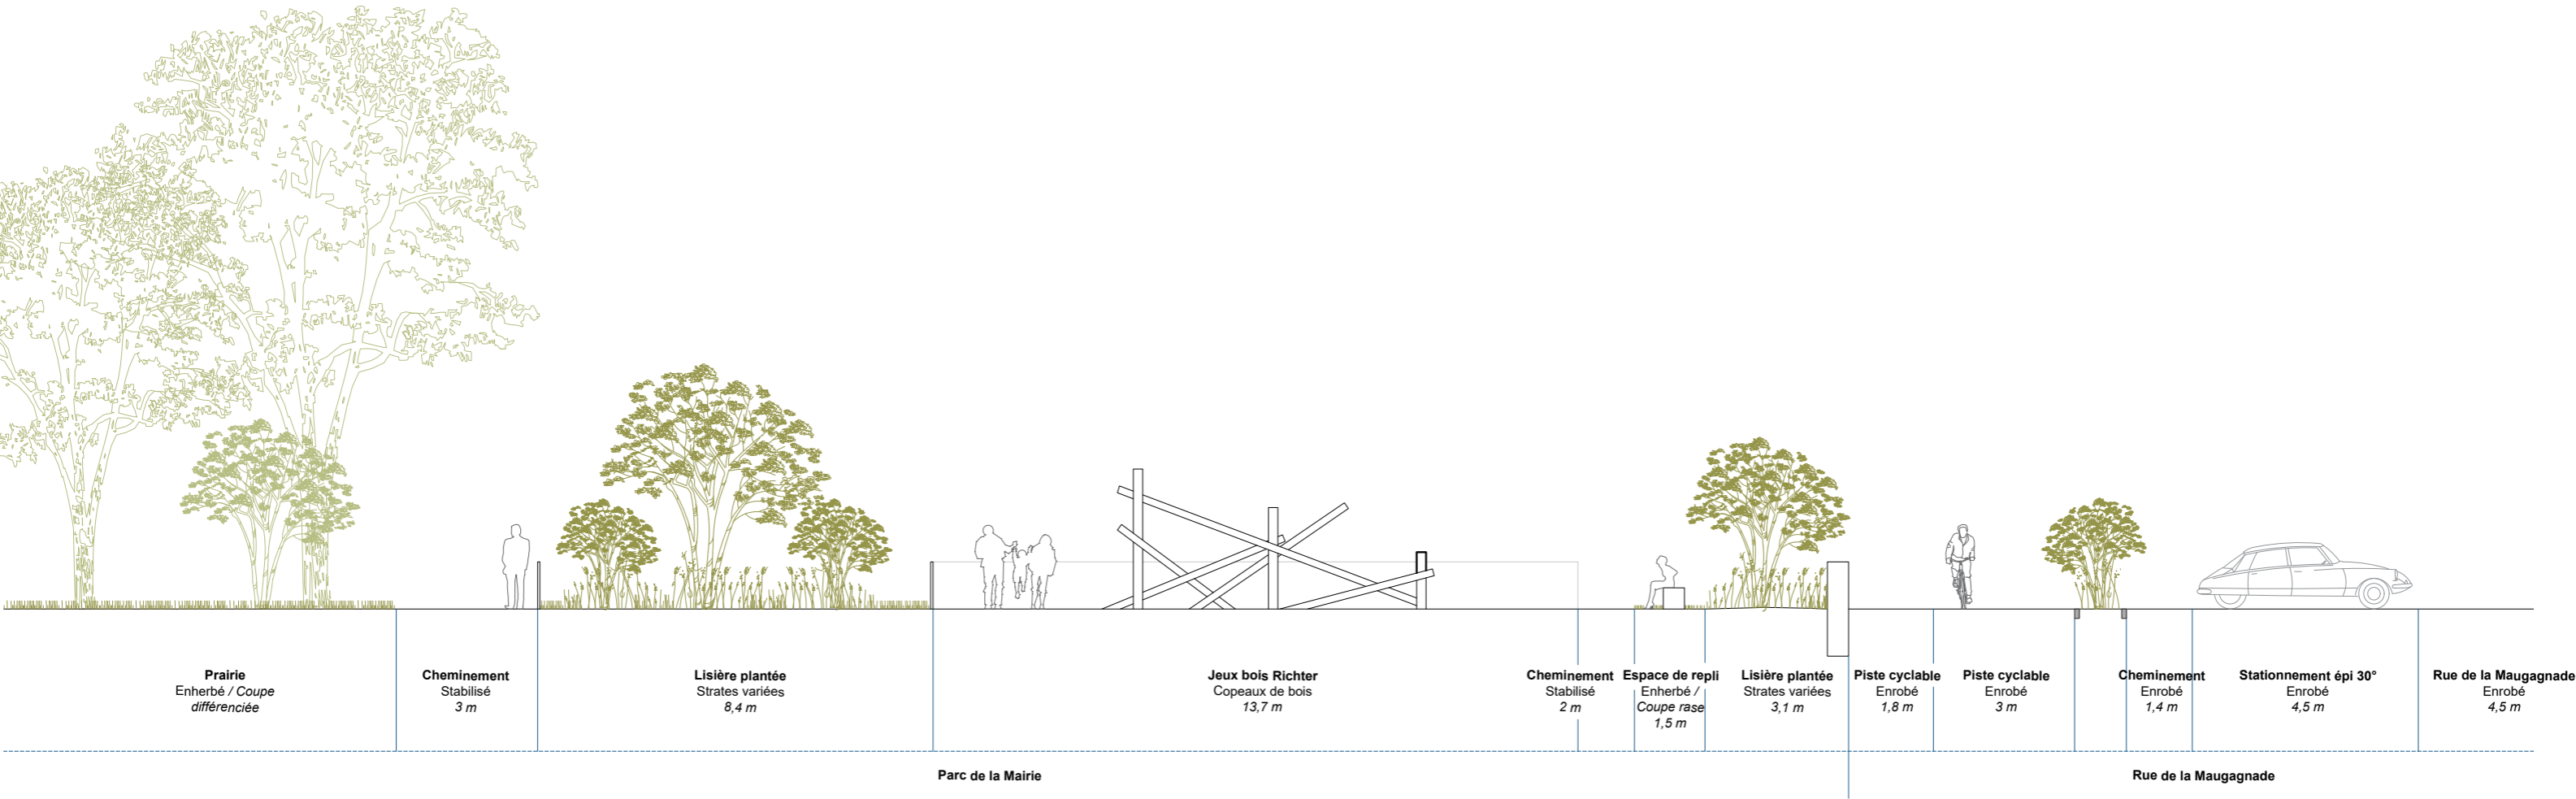 Prairie
Enherbé / Coupe
différenciée
Cheminement
Stabilisé
3 m
Lisière plantée
Strates variées
8,4 m
Jeux bois Richter
Copeaux de bois
13,7 m
Cheminement
Stabilisé
2 m
Espace de repli
Enherbé /
Coupe rase
1,5 m
Lisière plantée
Strates variées
3,1 m
Piste cyclable
Enrobé
1,8 m
Piste cyclable
Enrobé
3 m
Cheminement
Enrobé
1,4 m
Stationnement épi 30°
Enrobé
4,5 m
Rue de la Maugagnade
Enrobé
4,5 m
Parc de la Mairie
Rue de la Maugagnade